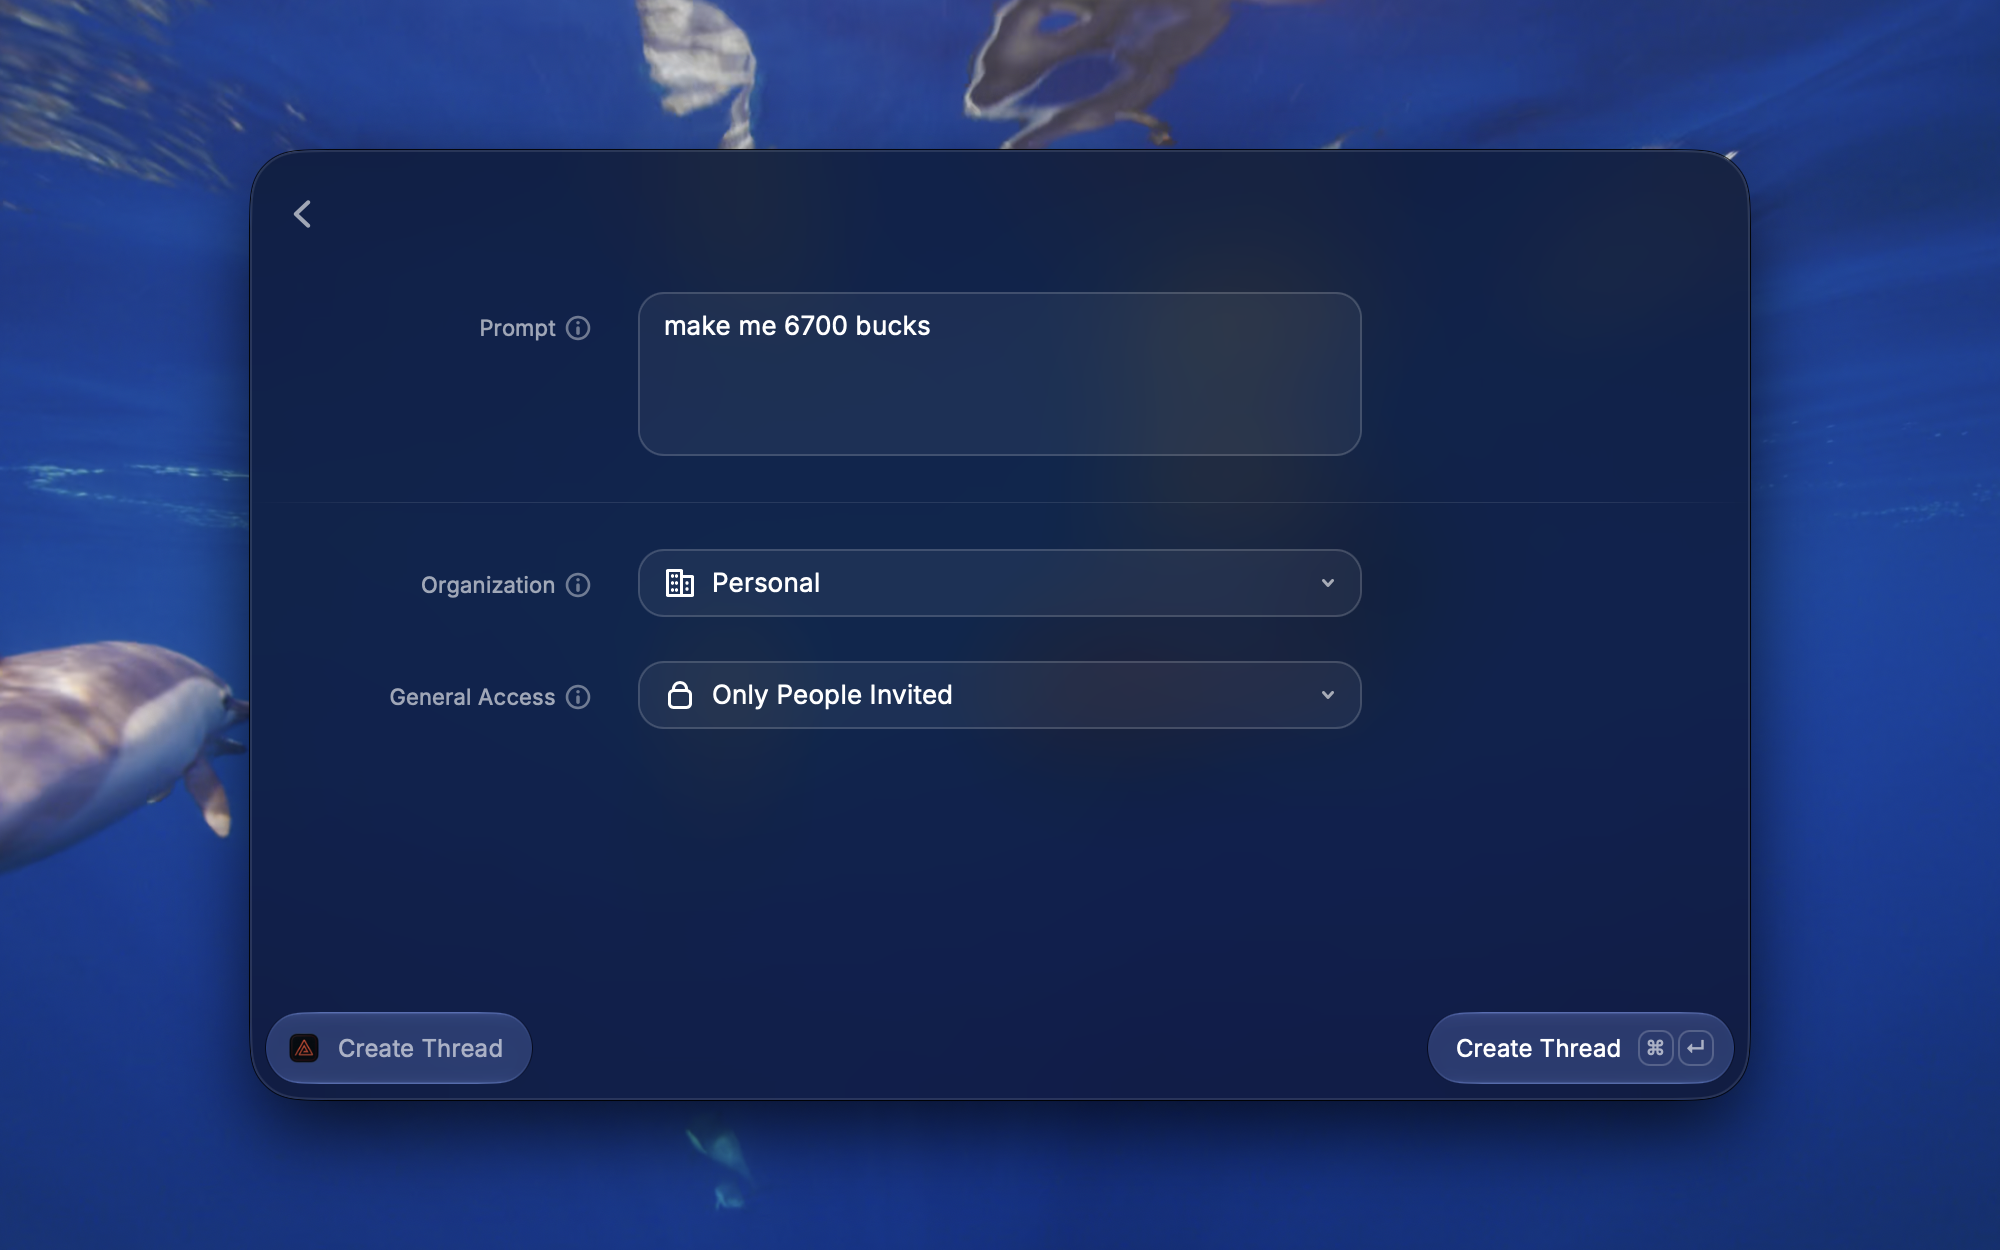 Prompt
make me 6700 bucks
Organization
Personal
General Access
Only People Invited
Create Thread
Create Thread ⌘ ↵